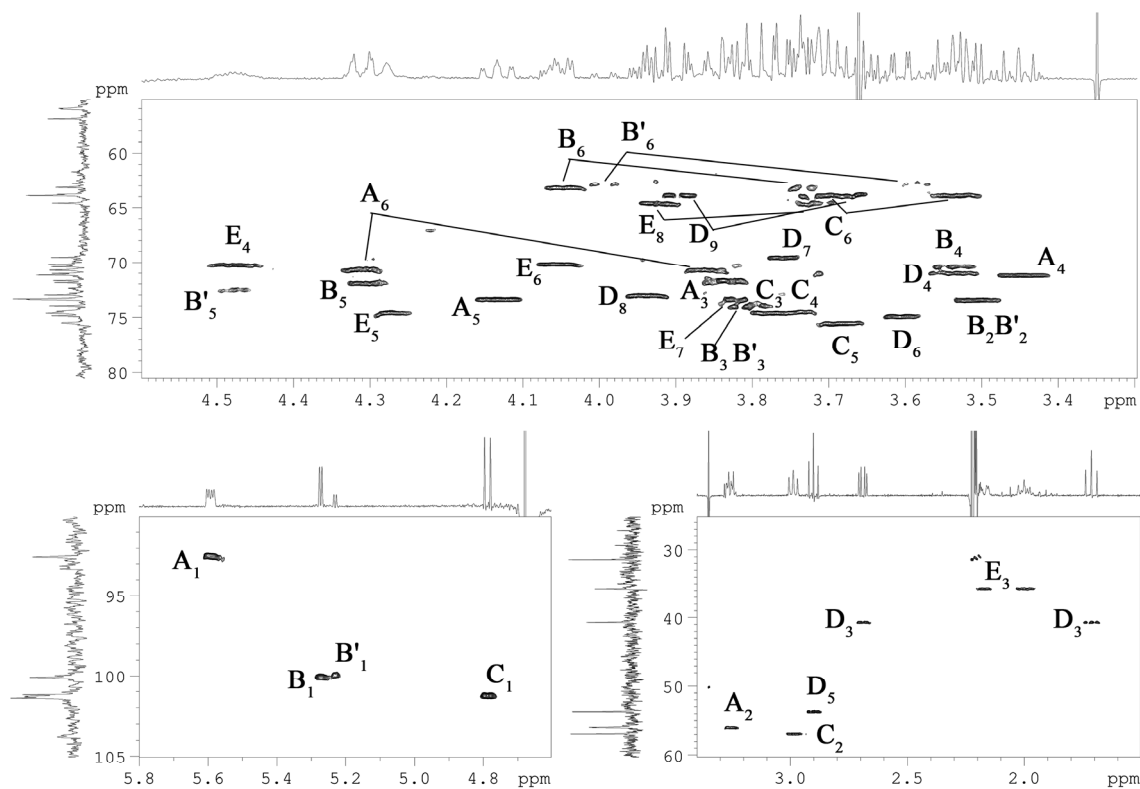 ppm
B6 B'6
60
A6
65
E8 D9 C6
E4 D7 B4
70
E6 A4
B'5 B5 A5 D8 A3 C3 C4 D4
E5
75
E7 B3 B'3 C5 D6 B2B'2
80
4.5 4.4 4.3 4.2 4.1 4.0 3.9 3.8 3.7 3.6 3.5 3.4 ppm
ppm
A1
95
B'1
100
B1 C1
105
5.8 5.6 5.4 5.2 5.0 4.8 ppm
ppm
30
E3
40
D3 D3
50
A2 D5
C2
60
3.0 2.5 2.0 ppm